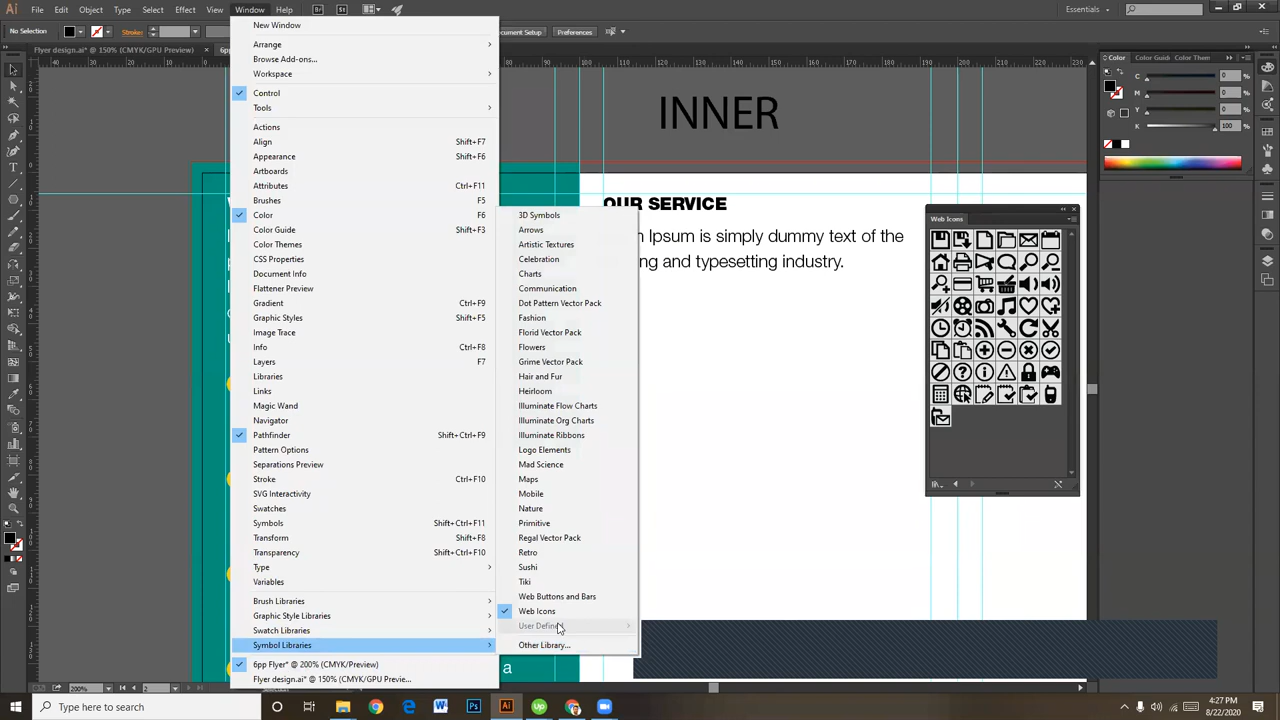 File
Edit
Object
Type
Select
Effect
View
Window
Help
Br
St
Essentials
No Selection
Stroke:
Document Setup
Preferences
Flyer design.ai* @ 150% (CMYK/GPU Preview)
New Window
Arrange
Browse Add-ons...
Workspace
Control
Tools
Actions
Align Shift+F7
Appearance Shift+F6
Artboards
Attributes Ctrl+F11
Brushes F5
Color F6
Color Guide Shift+F3
Color Themes
CSS Properties
Document Info
Flattener Preview
Gradient Ctrl+F9
Graphic Styles Shift+F5
Image Trace
Info Ctrl+F8
Layers F7
Libraries
Links
Magic Wand
Navigator
Pathfinder Shift+Ctrl+F9
Pattern Options
Separations Preview
Stroke Ctrl+F10
SVG Interactivity
Swatches
Symbols Shift+Ctrl+F11
Transform Shift+F8
Transparency Shift+Ctrl+F10
Type
Variables
Brush Libraries
Graphic Style Libraries
Swatch Libraries
Symbol Libraries
6pp Flyer* @ 200% (CMYK/Preview)
Flyer design.ai* @ 150% (CMYK/GPU Previe...
3D Symbols
Arrows
Artistic Textures
Celebration
Charts
Communication
Dot Pattern Vector Pack
Fashion
Florid Vector Pack
Flowers
Grime Vector Pack
Hair and Fur
Heirloom
Illuminate Flow Charts
Illuminate Org Charts
Illuminate Ribbons
Logo Elements
Mad Science
Maps
Mobile
Nature
Primitive
Regal Vector Pack
Retro
Sushi
Tiki
Web Buttons and Bars
Web Icons
User Defined
Other Library...
INNER
OUR SERVICE
Ipsum is simply dummy text of the
and typesetting industry.
Web Icons
Color
Color Guide
Color Themes
C 0 %
M 0 %
Y 0 %
K 100 %
a
200%
2
Type here to search
4:27 PM
8/22/2020